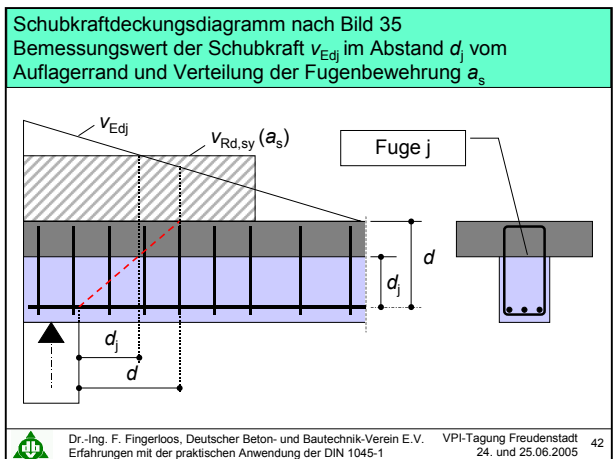 Schubkraftdeckungsdiagramm nach Bild 35
Bemessungswert der Schubkraft vEdj im Abstand dj vom
Auflagerrand und Verteilung der Fugenbewehrung as
vEdj
vRd,sy (as)
Fuge j
d
dj
dj
d
Dr.-Ing. F. Fingerloos, Deutscher Beton- und Bautechnik-Verein E.V.
Erfahrungen mit der praktischen Anwendung der DIN 1045-1
VPI-Tagung Freudenstadt
24. und 25.06.2005
42